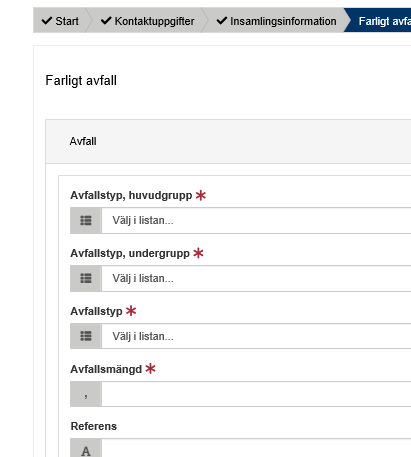 Start Kontaktuppgifter Insamlingsinformation Farligt avfa
Farligt avfall
Avfall
Avfallstyp, huvudgrupp *
Välj i listan...
Avfallstyp, undergrupp *
Välj i listan...
Avfallstyp *
Välj i listan...
Avfallsmängd *
,
Referens
A